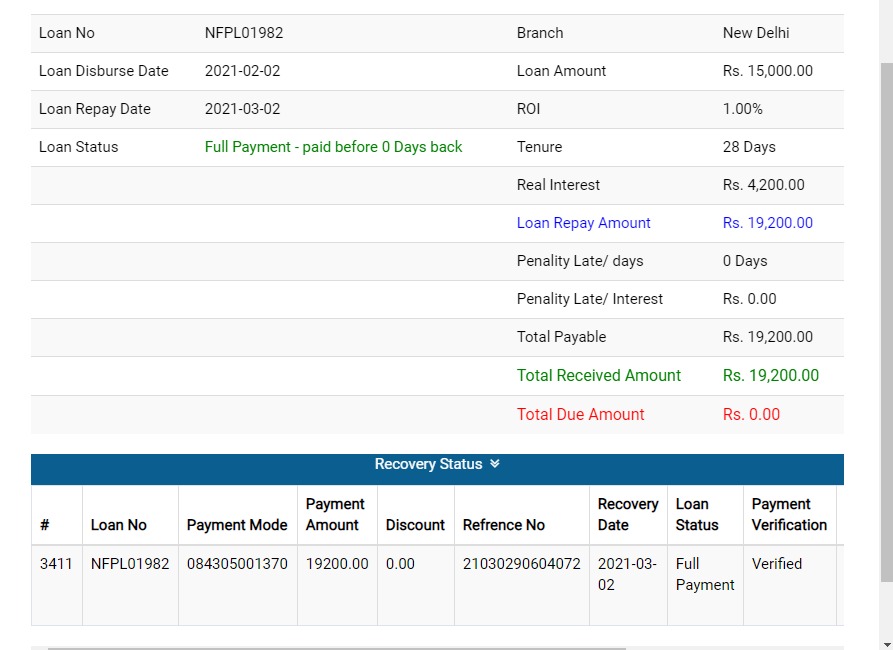 Loan No NFPL01982 Branch New Delhi
Loan Disburse Date 2021-02-02 Loan Amount Rs. 15,000.00
Loan Repay Date 2021-03-02 ROI 1.00%
Loan Status Full Payment - paid before 0 Days back Tenure 28 Days
Real Interest Rs. 4,200.00
Loan Repay Amount Rs. 19,200.00
Penality Late/ days 0 Days
Penality Late/ Interest Rs. 0.00
Total Payable Rs. 19,200.00
Total Received Amount Rs. 19,200.00
Total Due Amount Rs. 0.00
Recovery Status
# Loan No Payment Mode Payment Amount Discount Refrence No Recovery Date Loan Status Payment Verification
3411 NFPL01982 084305001370 19200.00 0.00 21030290604072 2021-03-02 Full Payment Verified